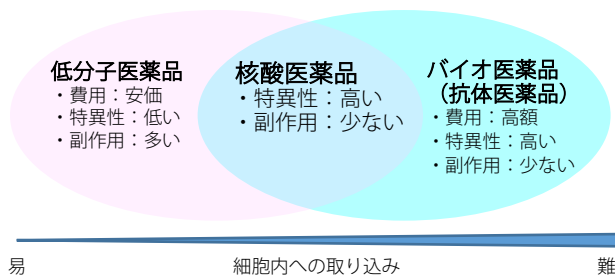 低分子医薬品
・費用：安価
・特異性：低い
・副作用：多い
核酸医薬品
・特異性：高い
・副作用：少ない
バイオ医薬品
（抗体医薬品）
・費用：高額
・特異性：高い
・副作用：少ない
易
細胞内への取り込み
難